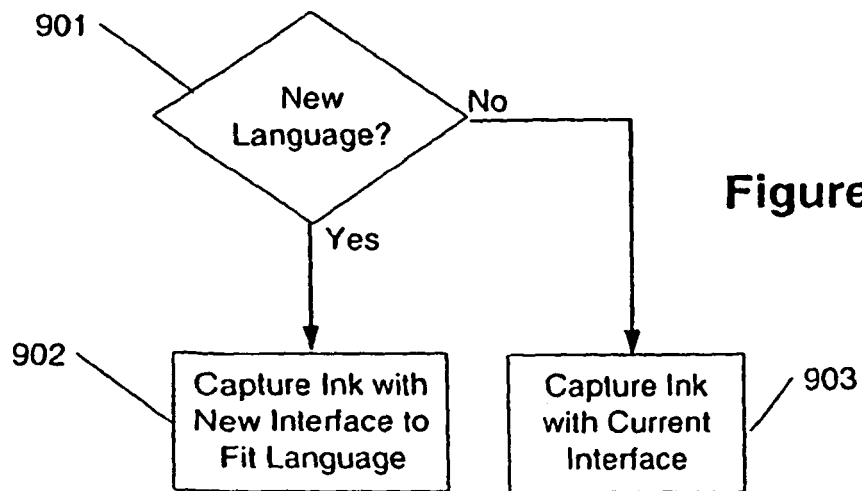 901
New
Language?
No
Figure
Yes
902
Capture Ink with
New Interface to
Fit Language
Capture Ink
with Current
Interface
903